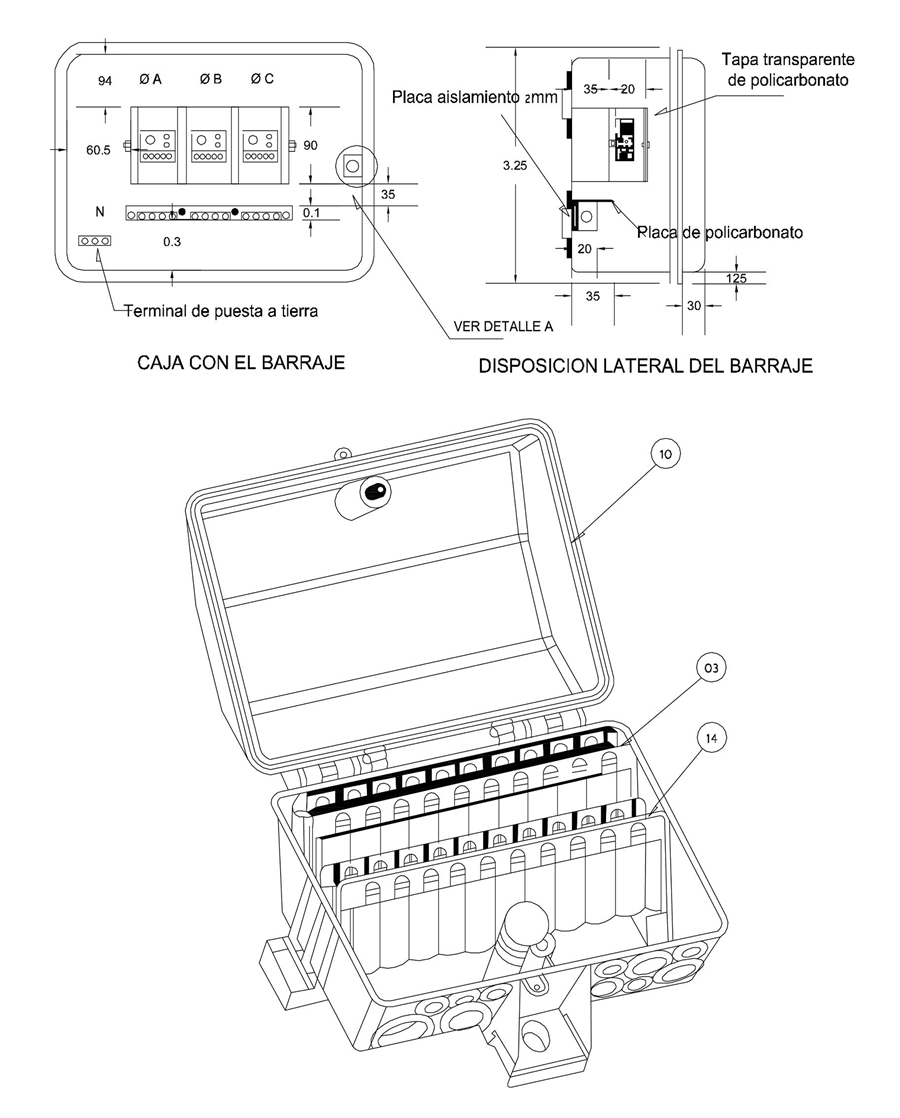 94
Ø A
Ø B
Ø C
60.5
90
35
N
0.1
0.3
Terminal de puesta a tierra
VER DETALLE A
CAJA CON EL BARRAJE
Tapa transparente
de policarbonato
35
20
Placa aislamiento 2mm
3.25
Placa de policarbonato
20
125
35
30
DISPOSICION LATERAL DEL BARRAJE
10
03
14